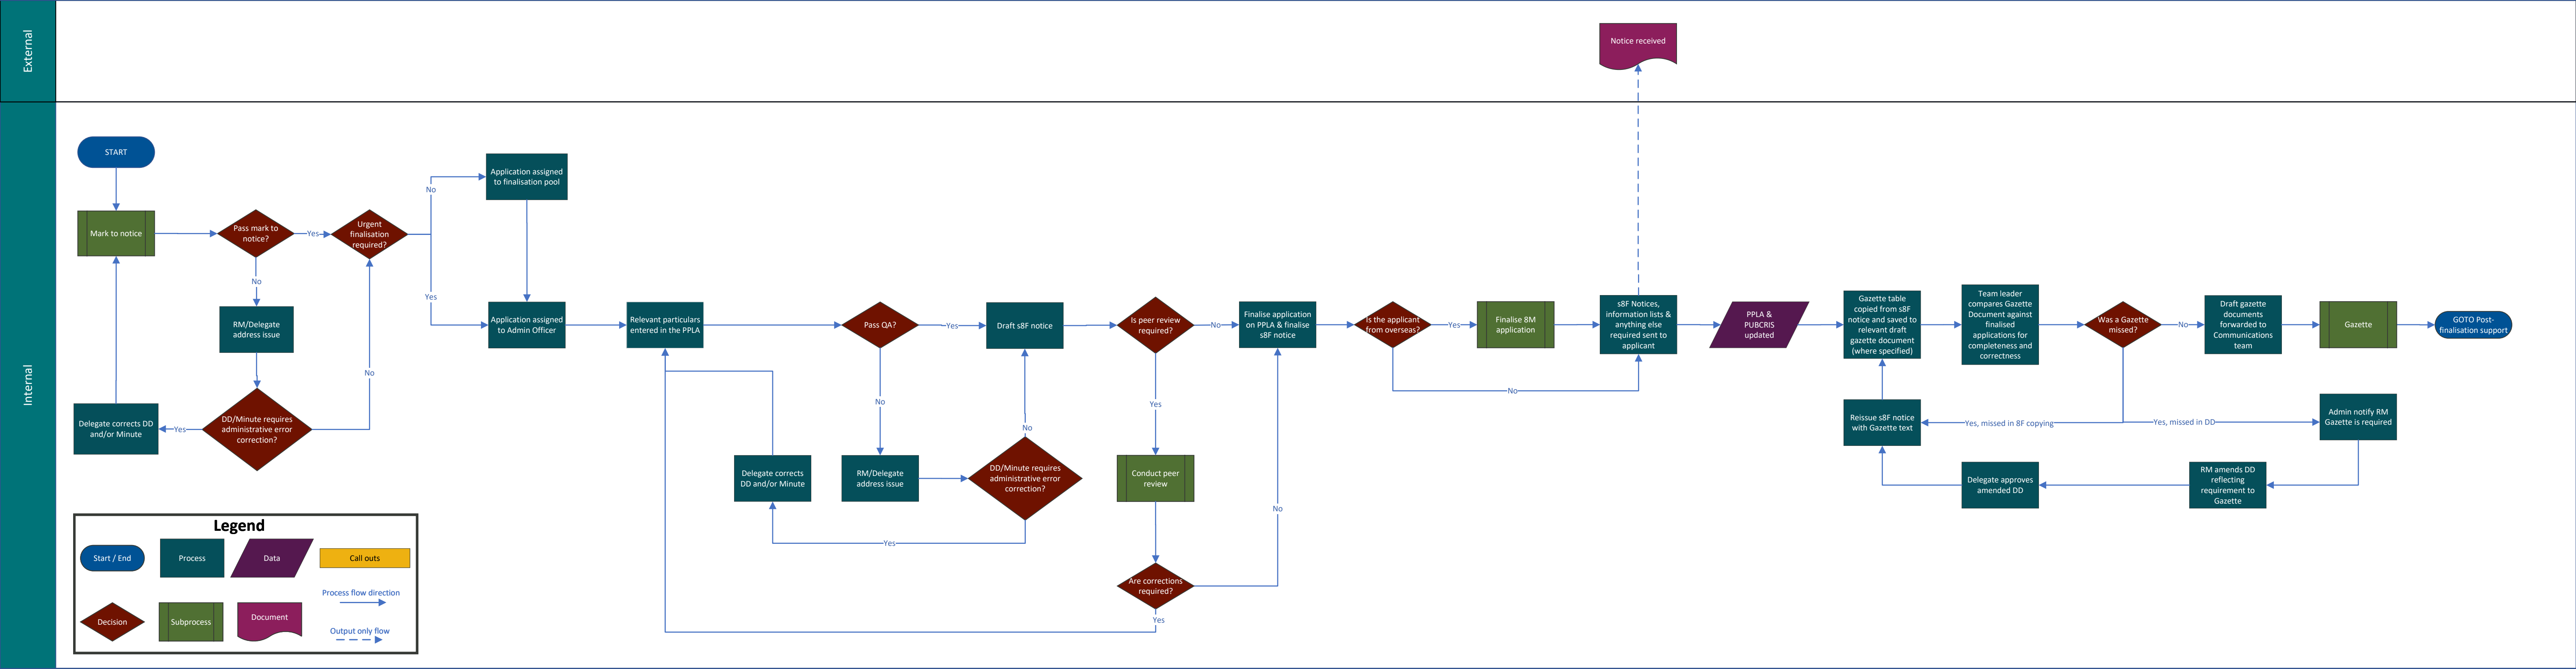 External
Notice received
Internal
START
Mark to notice
Pass mark to
notice?
Yes
Urgent
finalisation
required?
No
Application assigned
to finalisation pool
Yes
Application assigned
to Admin Officer
No
RM/Delegate
address issue
DD/Minute requires
administrative error
correction?
No
Yes
Delegate corrects DD
and/or Minute
Relevant particulars
entered in the PPLA
Pass QA?
Yes
Draft s8F notice
No
RM/Delegate
address issue
DD/Minute requires
administrative error
correction?
No
Yes
Delegate corrects
DD and/or Minute
Is peer review
required?
No
Yes
Conduct peer
review
Are corrections
required?
No
Yes
Finalise application
on PPLA & finalise
s8F notice
Is the applicant
from overseas?
Yes
No
Finalise 8M
application
s8F Notices,
information lists &
anything else
required sent to
applicant
PPLA &
PUBCRIS
updated
Gazette table
copied from s8F
notice and saved to
relevant draft
gazette document
(where specified)
Team leader
compares Gazette
Document against
finalised
applications for
completeness and
correctness
Was a Gazette
missed?
No
Draft gazette
documents
forwarded to
Communications
team
Gazette
GOTO Post-
finalisation support
Yes, missed in 8F copying
Yes, missed in DD
Reissue s8F notice
with Gazette text
Admin notify RM
Gazette is required
RM amends DD
reflecting
requirement to
Gazette
Delegate approves
amended DD
Legend
Start / End
Process
Data
Call outs
Decision
Subprocess
Document
Process flow direction
Output only flow